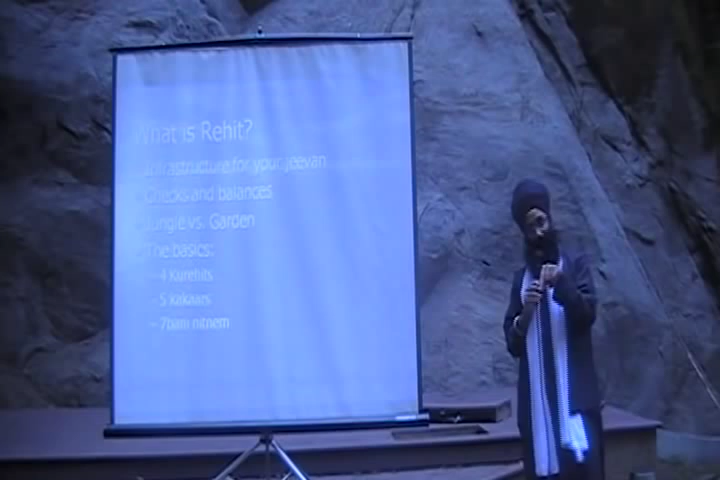 What is Rehit?
Infrastructure for your jeevan
Checks and balances
Jungle vs. Garden
The basics:
– 4 Kurehits
– 5 kakaars
– 7bani nitnem